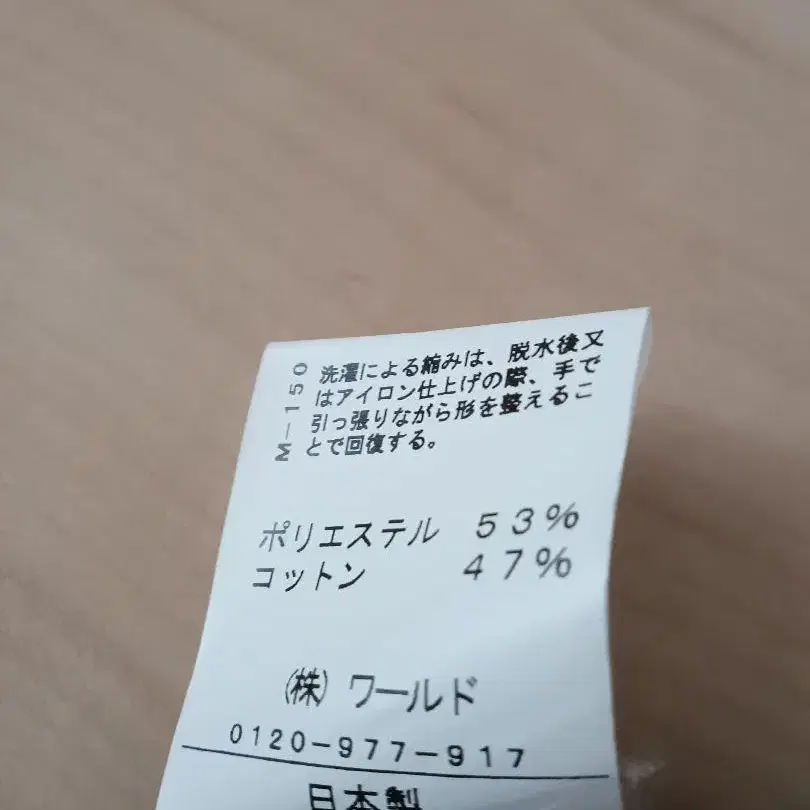 M-150
洗濯による縮みは、脱水後又
はアイロン仕上げの際、手で
引っ張りながら形を整えるこ
とで回復する。
ポリエステル 53%
コットン 47%
(株) ワールド
0120-977-917
日本製